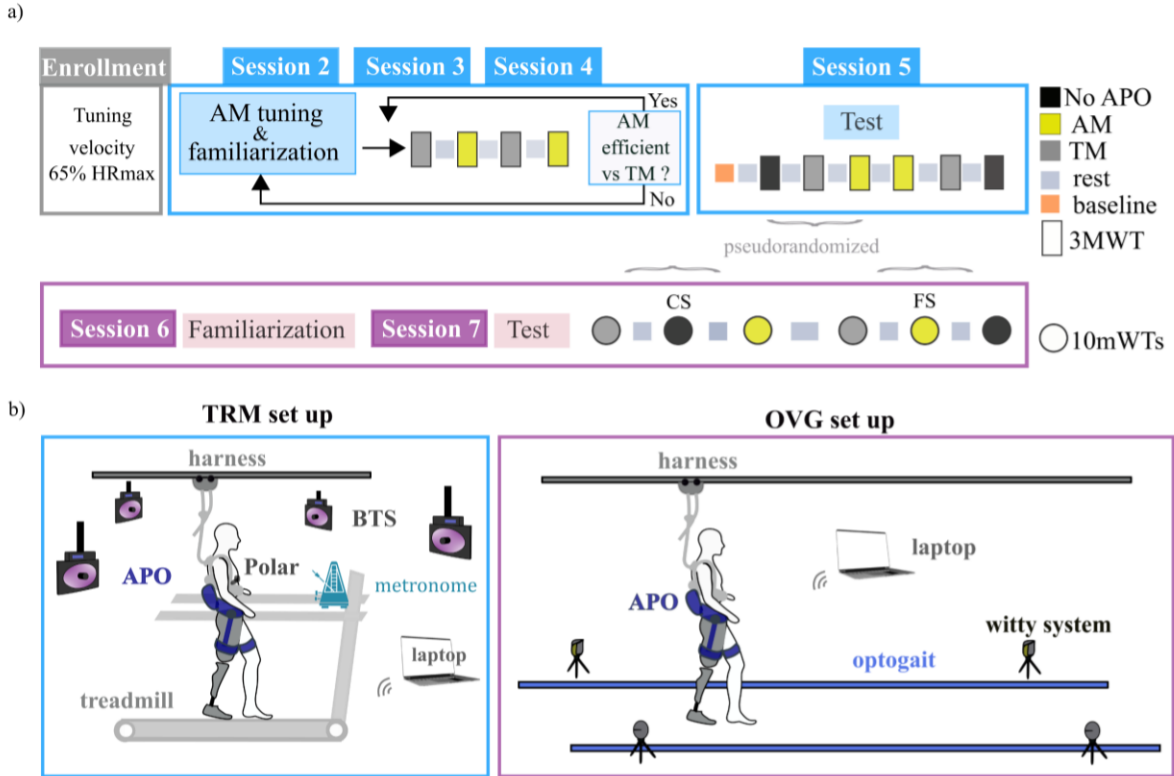 a)
Enrollment
Session 2
Session 3
Session 4
Session 5
Tuning
velocity
65% HRmax
AM tuning
&
familiarization
Yes
AM
efficient
vs TM ?
No
Test
No APO
AM
TM
rest
baseline
3MWT
pseudorandomized
Session 6
Familiarization
Session 7
Test
CS
FS
10mWTs
b)
TRM set up
harness
BTS
APO
Polar
metronome
laptop
treadmill
OVG set up
harness
laptop
APO
witty system
optogait